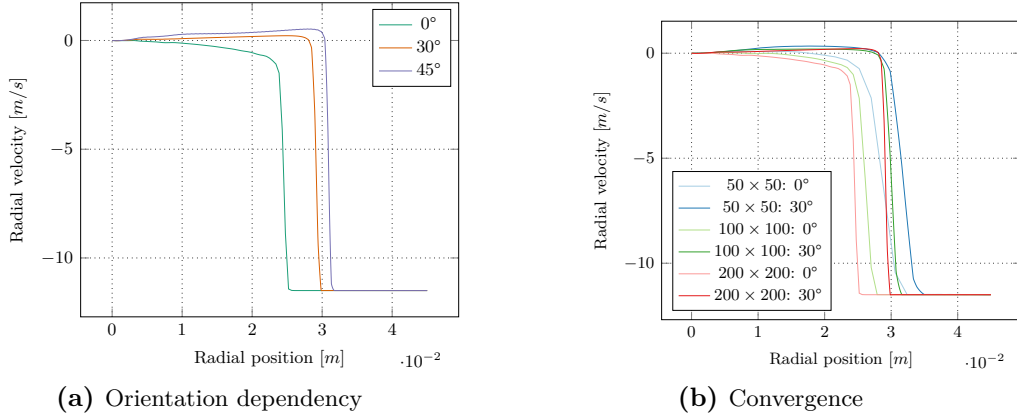 0°
30°
45°
0
−5
−10
0
1
2
3
4
·10−2
Radial position [m]
Radial velocity [m/s]
(a) Orientation dependency
0
−5
−10
0
1
2
3
4
·10−2
Radial position [m]
Radial velocity [m/s]
50 × 50: 0°
50 × 50: 30°
100 × 100: 0°
100 × 100: 30°
200 × 200: 0°
200 × 200: 30°
(b) Convergence